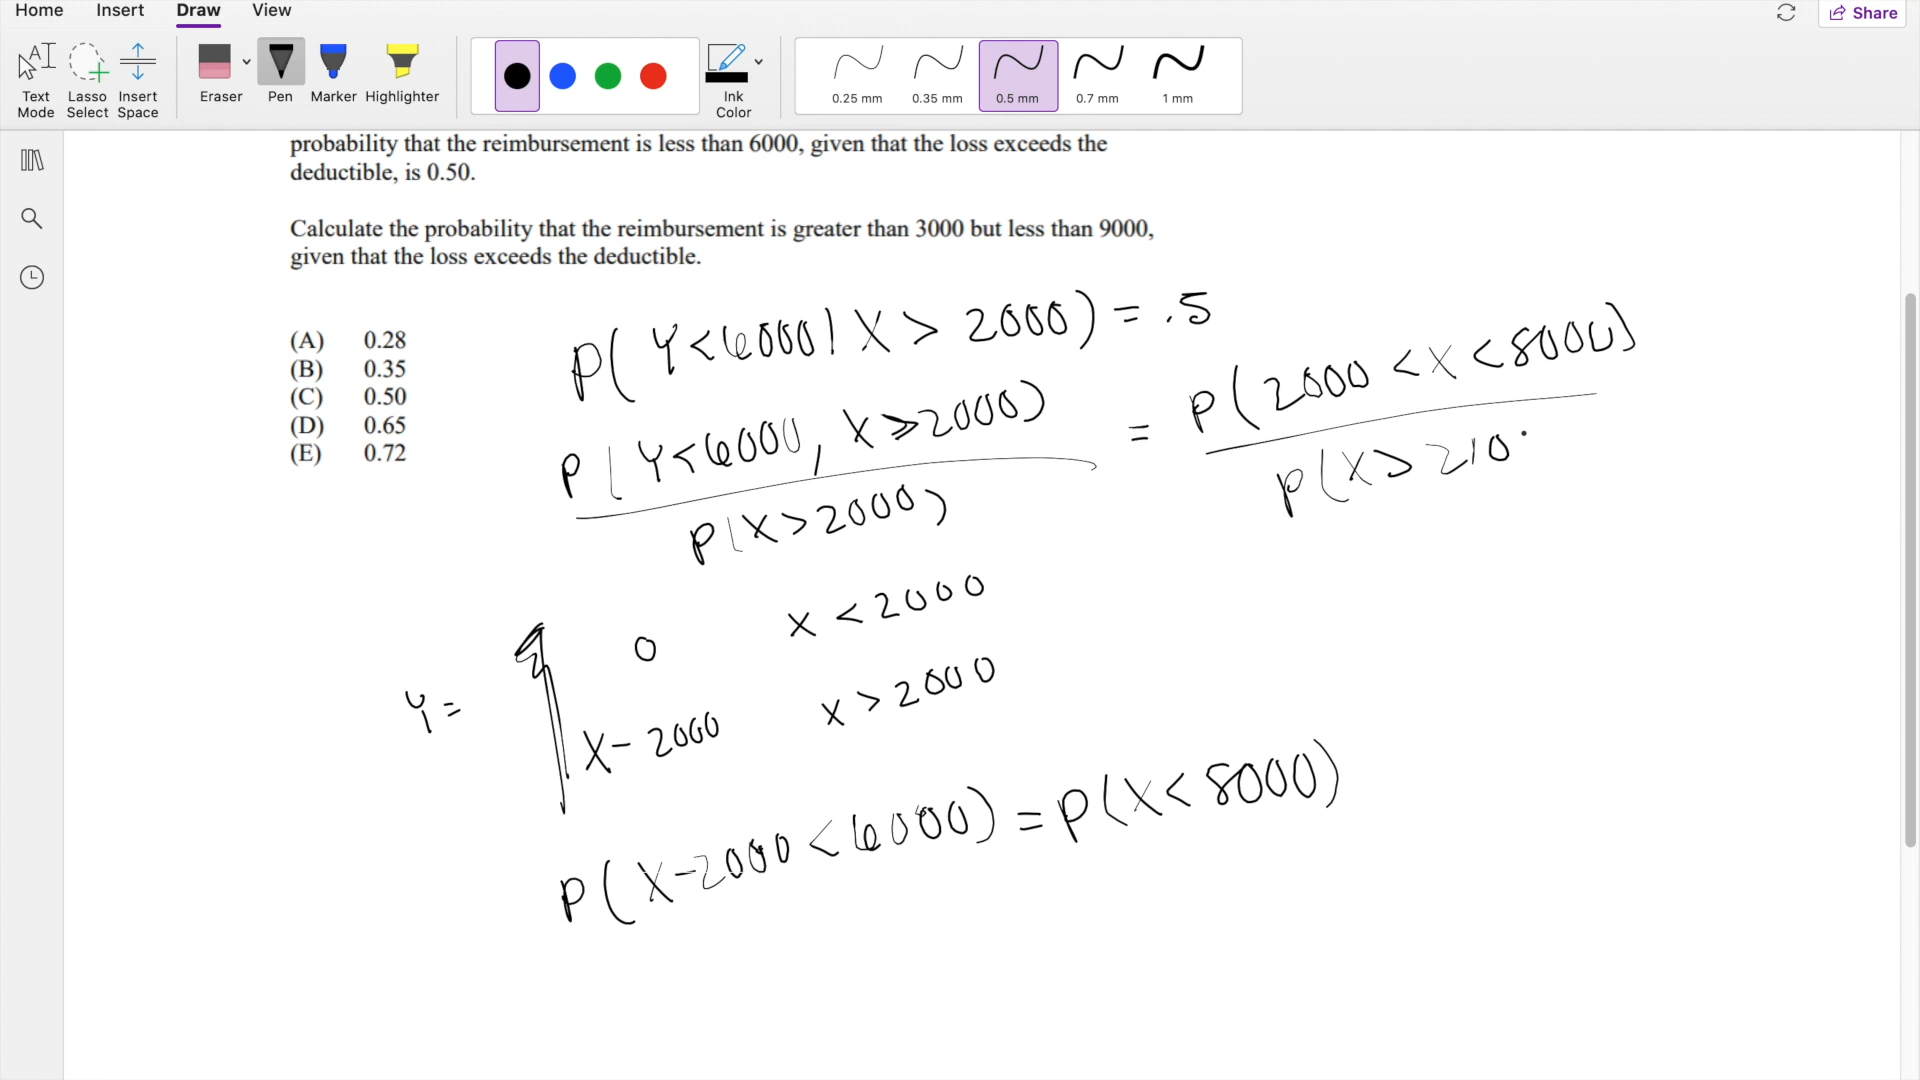 Home Insert Draw View Share
Text Mode Lasso Select Insert Space Eraser Pen Marker Highlighter Ink Color 0.25 mm 0.35 mm 0.5 mm 0.7 mm 1 mm
probability that the reimbursement is less than 6000, given that the loss exceeds the
deductible, is 0.50.
Calculate the probability that the reimbursement is greater than 3000 but less than 9000,
given that the loss exceeds the deductible.
(A) 0.28
(B) 0.35
(C) 0.50
(D) 0.65
(E) 0.72
P(Y<6000|X>2000) = .5
P(Y<6000, X>2000) = P(2000<X<8000)
P(X>2000) P(X>210
Y = 0 X<2000
X-2000 X>2000
P(X-2000<6000) = P(X<8000)